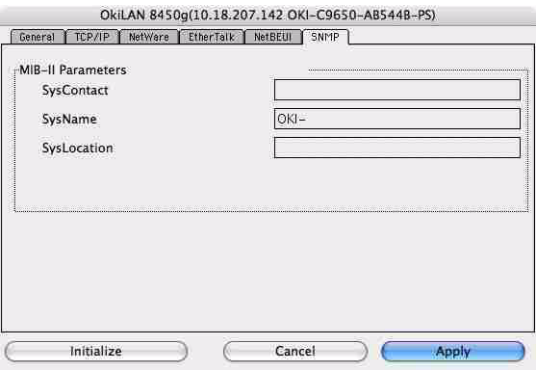 OkiLAN 8450g(10.18.207.142 OKI-C9650-AB544B-PS)
General TCP/IP NetWare EtherTalk NetBEUI SNMP
MIB-II Parameters
SysContact
SysName OKI-
SysLocation
Initialize Cancel Apply